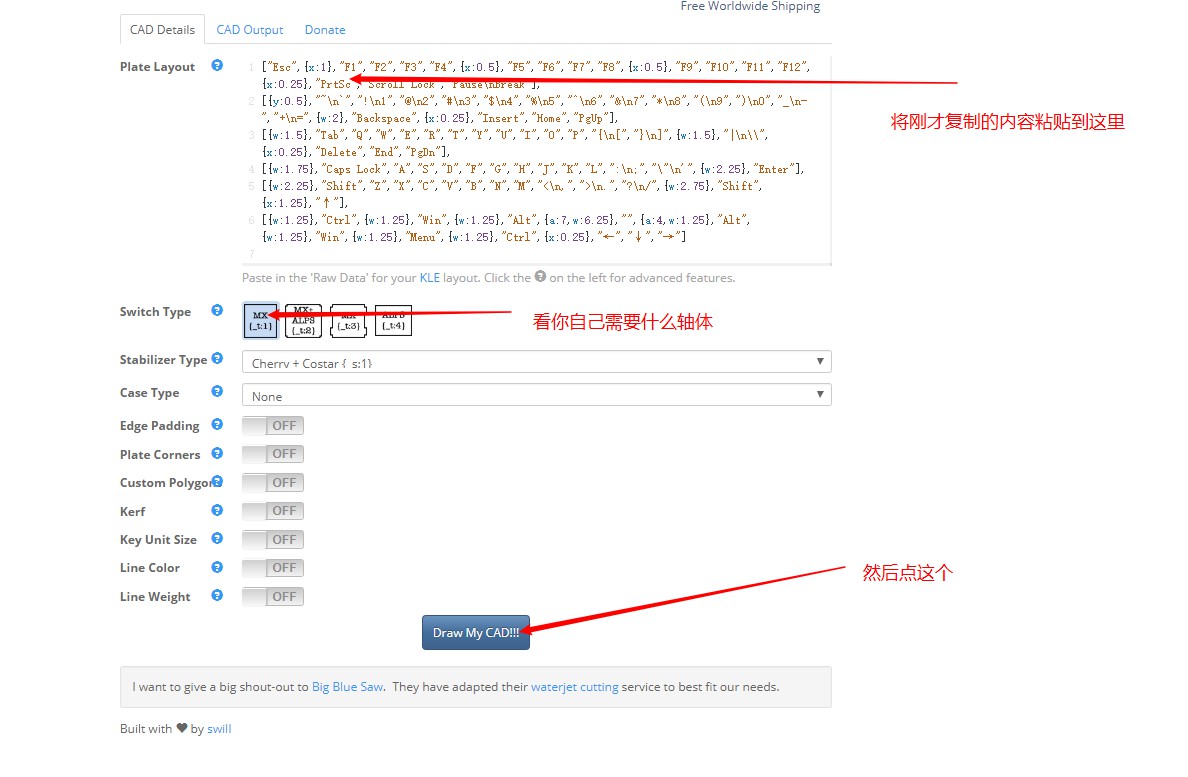 Free Worldwide Shipping
CAD Details CAD Output Donate
Plate Layout
1 ["Esc",{x:1},"F1","F2","F3","F4",{x:0.5},"F5","F6","F7","F8",{x:0.5},"F9","F10","F11","F12",
{x:0.25},"PrtSc","Scroll Lock","Pause\nBreak"],
2 [{y:0.5},"~\n`","!\n1","@\n2","#\n3","$\n4","%\n5","^\n6","&\n7","*\n8","(\n9",")\n0","_\n-
","+\n=",{w:2},"Backspace",{x:0.25},"Insert","Home","PgUp"],
3 [{w:1.5},"Tab","Q","W","E","R","T","Y","U","I","O","P","{\n[","}\n]",{w:1.5},"|\n\\",
{x:0.25},"Delete","End","PgDn"],
4 [{w:1.75},"Caps Lock","A","S","D","F","G","H","J","K","L",":\n;","\"\n'",{w:2.25},"Enter"],
5 [{w:2.25},"Shift","Z","X","C","V","B","N","M","<\n,",">\n.","?\n/",{w:2.75},"Shift",
{x:1.25},"↑"],
6 [{w:1.25},"Ctrl",{w:1.25},"Win",{w:1.25},"Alt",{a:7,w:6.25},"",{a:4,w:1.25},"Alt",
{w:1.25},"Win",{w:1.25},"Menu",{w:1.25},"Ctrl",{x:0.25},"←","↓","→"]
7
将刚才复制的内容粘贴到这里
Paste in the 'Raw Data' for your KLE layout. Click the ? on the left for advanced features.
Switch Type
MX
{_t:1}
MX+
ALPS
{_t:2}
MX
{_t:3}
ALPS
{_t:4}
看你自己需要什么轴体
Stabilizer Type Cherry + Costar {_s:1}
Case Type None
Edge Padding OFF
Plate Corners OFF
Custom Polygons OFF
Kerf OFF
Key Unit Size OFF
Line Color OFF
Line Weight OFF
然后点这个
Draw My CAD!!!
I want to give a big shout-out to Big Blue Saw. They have adapted their waterjet cutting service to best fit our needs.
Built with ♥ by swill